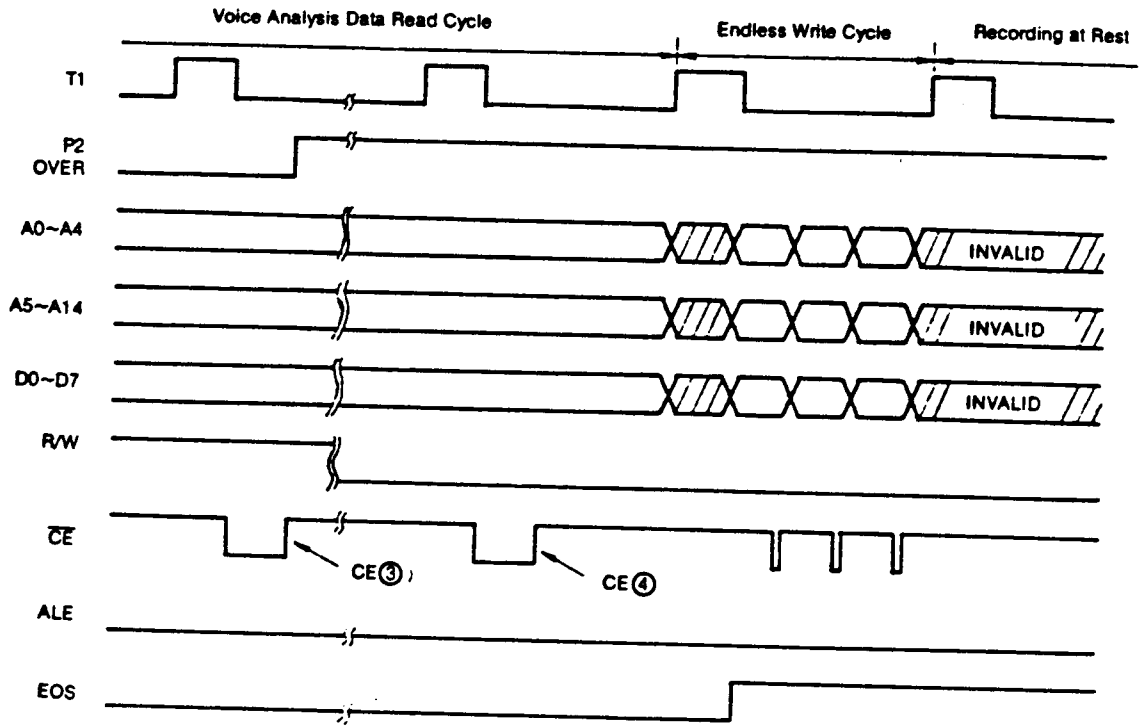 Voice Analysis Data Read Cycle
Endless Write Cycle
Recording at Rest
T1
P2
OVER
A0~A4
INVALID
A5~A14
INVALID
D0~D7
INVALID
R/W
CE
CE③
CE④
ALE
EOS